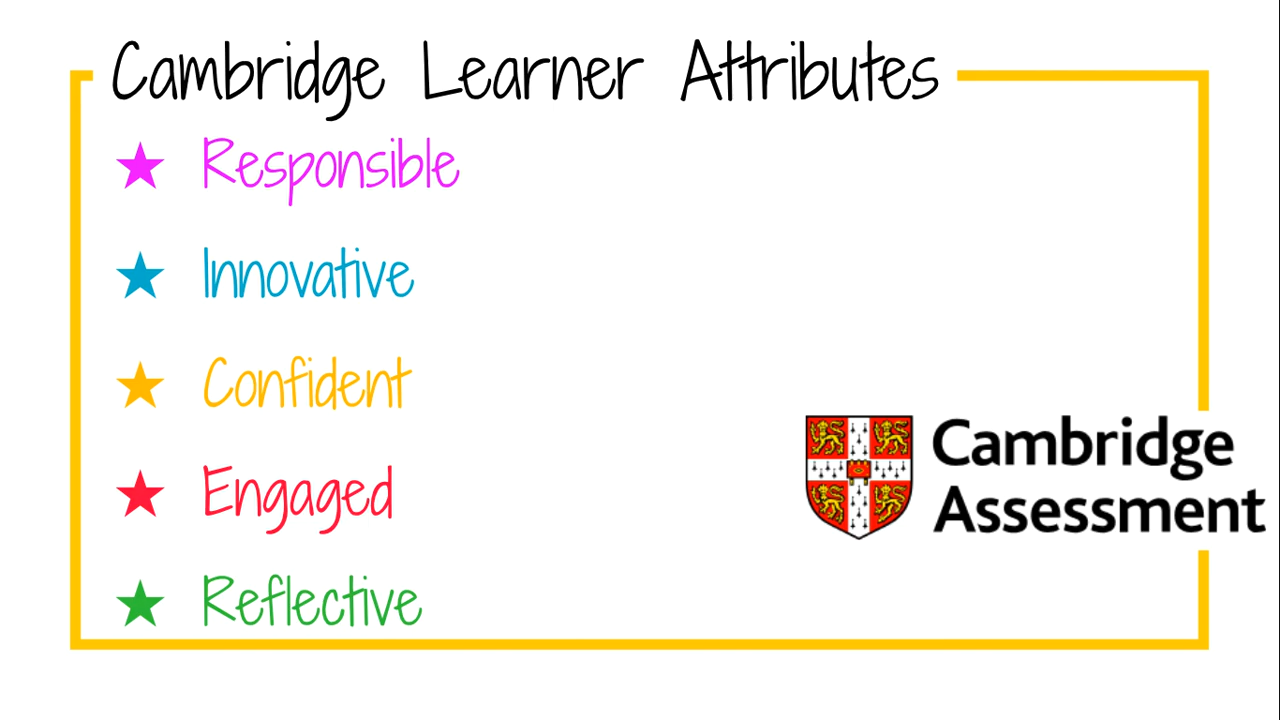 Cambridge Learner Attributes
Responsible
Innovative
Confident
Engaged
Reflective
Cambridge
Assessment